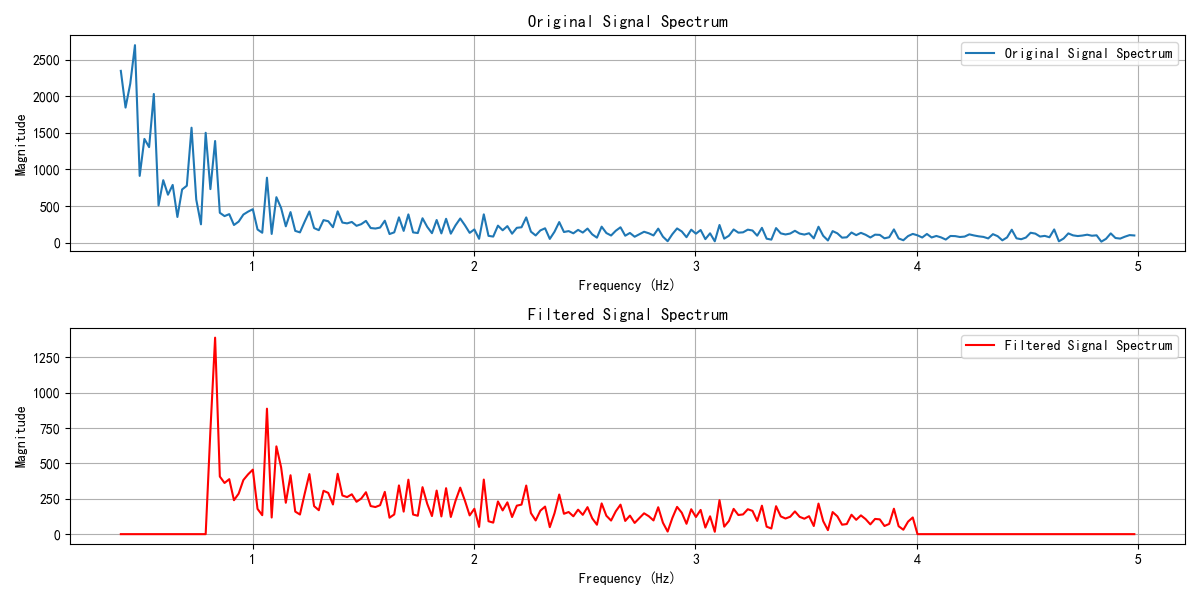 Original Signal Spectrum
Original Signal Spectrum
Magnitude
2500
2000
1500
1000
500
0
1
2
3
4
5
Frequency (Hz)
Filtered Signal Spectrum
Filtered Signal Spectrum
Magnitude
1250
1000
750
500
250
0
1
2
3
4
5
Frequency (Hz)